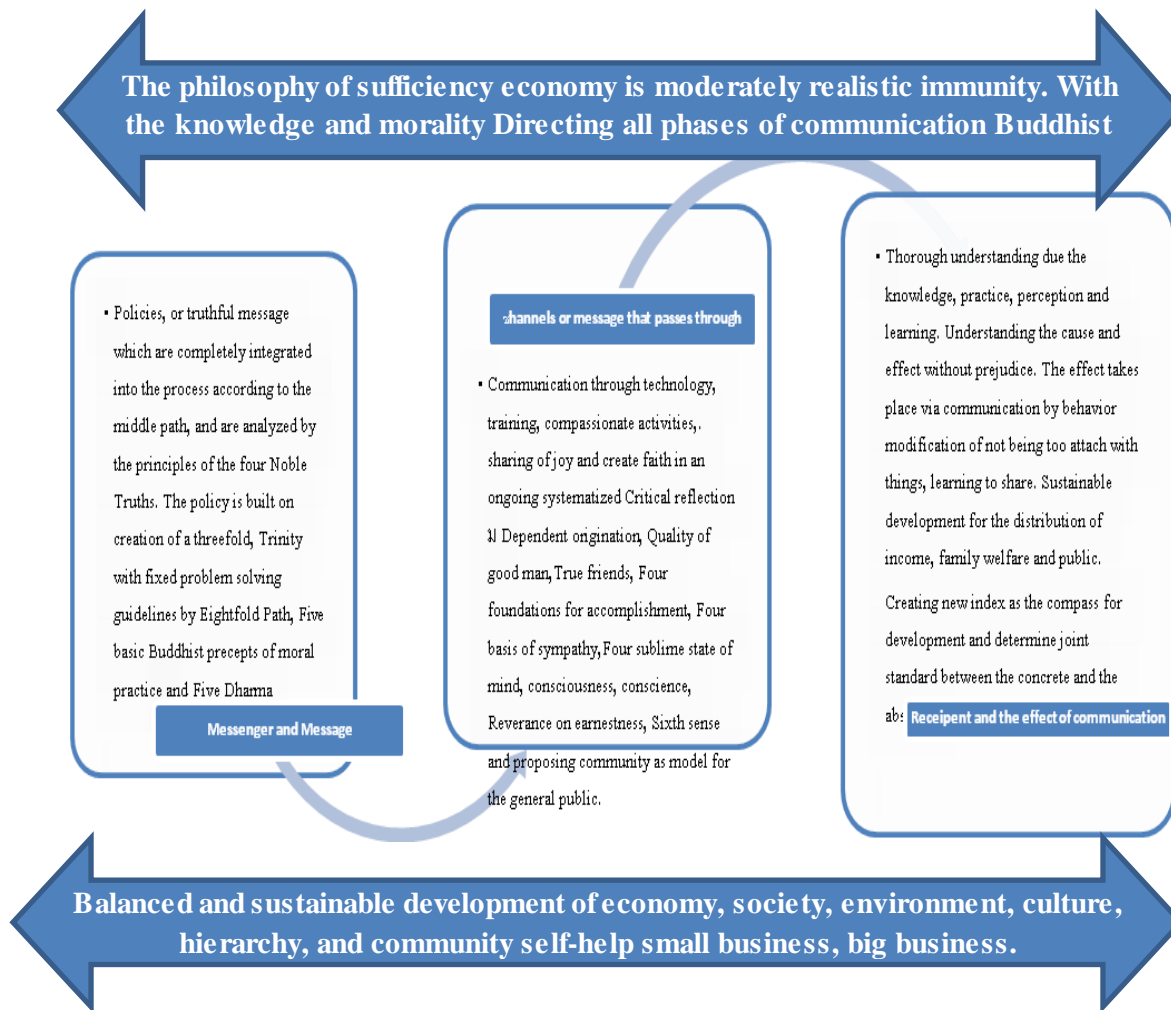 The philosophy of sufficiency economy is moderately realistic immunity. With
the knowledge and morality Directing all phases of communication Buddhist
▪ Policies, or truthful message
which are completely integrated
into the process according to the
middle path, and are analyzed by
the principles of the four Noble
Truths. The policy is built on
creation of a threefold, Trinity
with fixed problem solving
guidelines by Eightfold Path, Five
basic Buddhist precepts of moral
practice and Five Dharma
Messenger and Message
hannels or message that passes through
▪ Communication through technology,
training, compassionate activities,.
sharing of joy and create faith in an
ongoing systematized Critical reflection
Dependent origination, Quality of
good man, True friends, Four
foundations for accomplishment, Four
basis of sympathy, Four sublime state of
mind, consciousness, conscience,
Reverance on earnestness, Sixth sense
and proposing community as model for
the general public.
▪ Thorough understanding due the
knowledge, practice, perception and
learning. Understanding the cause and
effect without prejudice. The effect takes
place via communication by behavior
modification of not being too attach with
things, learning to share. Sustainable
development for the distribution of
income, family welfare and public.
Creating new index as the compass for
development and determine joint
standard between the concrete and the
abs
Receipent and the effect of communication
Balanced and sustainable development of economy, society, environment, culture,
hierarchy, and community self-help small business, big business.